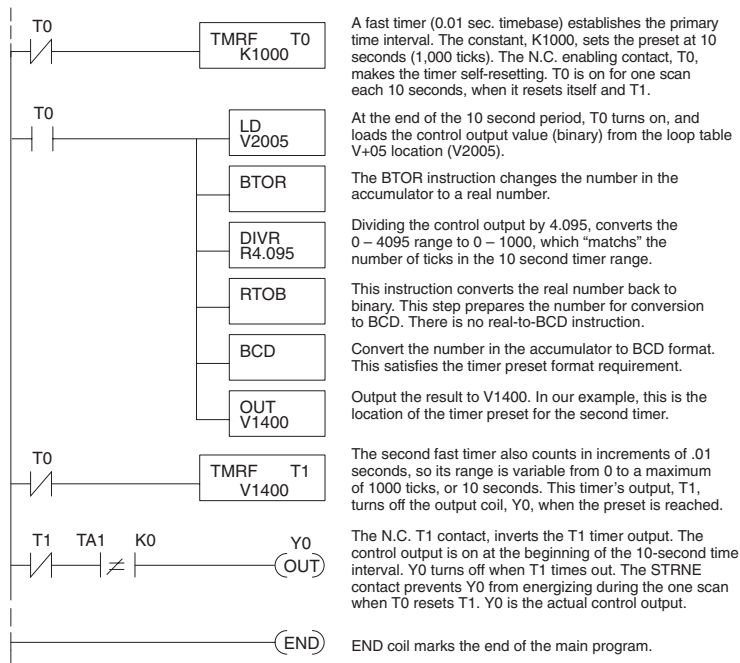 T0
TMRF T0
K1000
A fast timer (0.01 sec. timebase) establishes the primary
time interval. The constant, K1000, sets the preset at 10
seconds (1,000 ticks). The N.C. enabling contact, T0,
makes the timer self-resetting. T0 is on for one scan
each 10 seconds, when it resets itself and T1.
T0
LD
V2005
At the end of the 10 second period, T0 turns on, and
loads the control output value (binary) from the loop table
V+05 location (V2005).
BTOR
The BTOR instruction changes the number in the
accumulator to a real number.
DIVR
R4.095
Dividing the control output by 4.095, converts the
0 – 4095 range to 0 – 1000, which “matchs” the
number of ticks in the 10 second timer range.
RTOB
This instruction converts the real number back to
binary. This step prepares the number for conversion
to BCD. There is no real-to-BCD instruction.
BCD
Convert the number in the accumulator to BCD format.
This satisfies the timer preset format requirement.
OUT
V1400
Output the result to V1400. In our example, this is the
location of the timer preset for the second timer.
T0
TMRF T1
V1400
The second fast timer also counts in increments of .01
seconds, so its range is variable from 0 to a maximum
of 1000 ticks, or 10 seconds. This timer’s output, T1,
turns off the output coil, Y0, when the preset is reached.
T1 TA1 K0 Y0
≠ OUT
The N.C. T1 contact, inverts the T1 timer output. The
control output is on at the beginning of the 10-second time
interval. Y0 turns off when T1 times out. The STRNE
contact prevents Y0 from energizing during the one scan
when T0 resets T1. Y0 is the actual control output.
END
END coil marks the end of the main program.